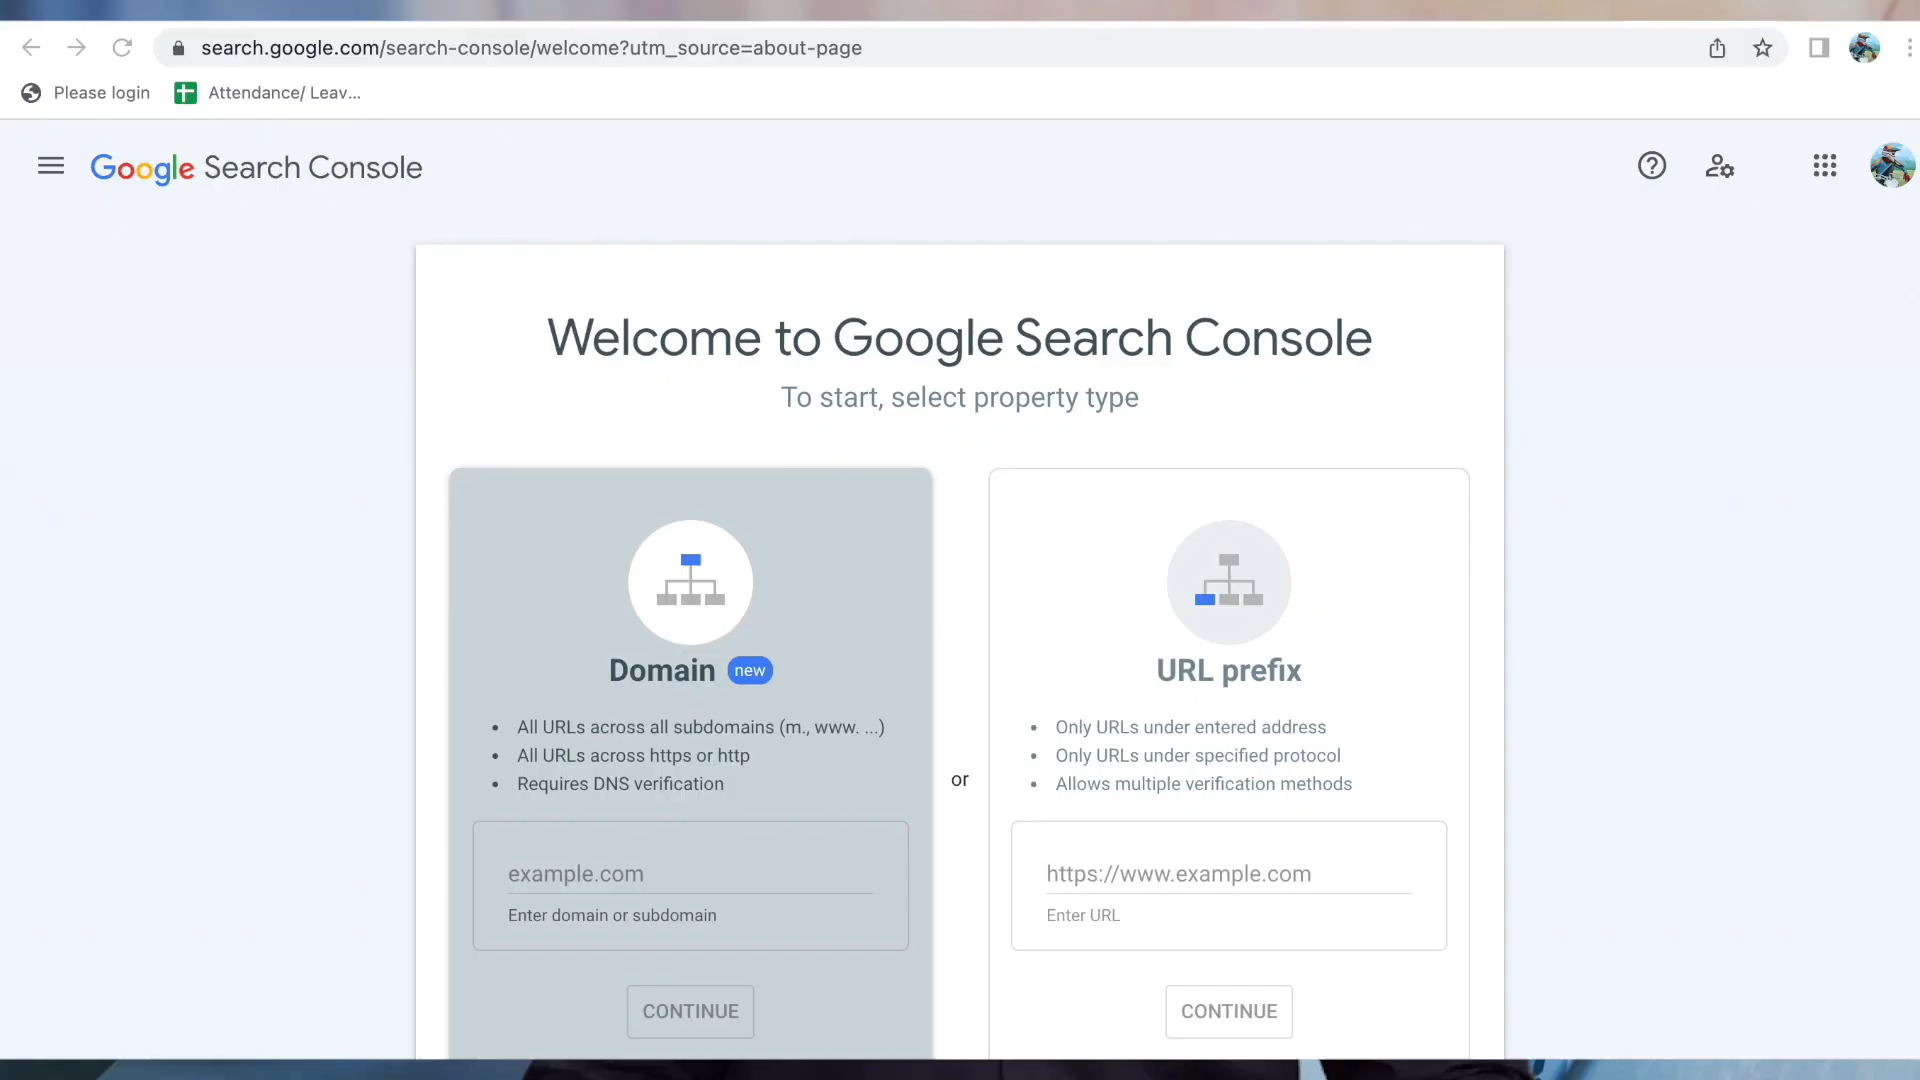 search.google.com/search-console/welcome?utm_source=about-page
Please login
Attendance/ Leav...
Google Search Console
Welcome to Google Search Console
To start, select property type
Domain new
All URLs across all subdomains (m., www. ...)
All URLs across https or http
Requires DNS verification
example.com
Enter domain or subdomain
CONTINUE
or
URL prefix
Only URLs under entered address
Only URLs under specified protocol
Allows multiple verification methods
https://www.example.com
Enter URL
CONTINUE